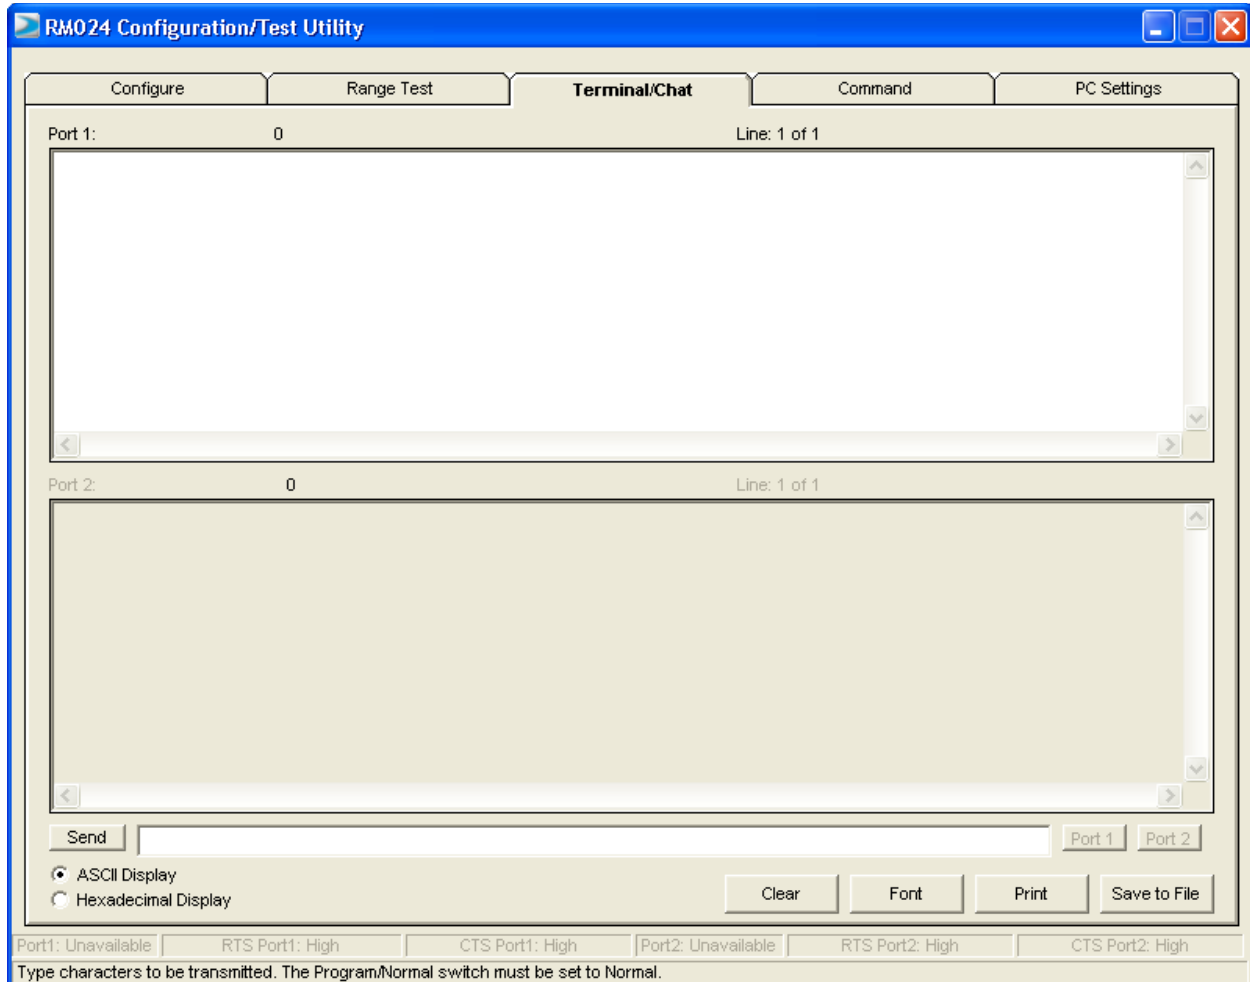 RM024 Configuration/Test Utility
Configure Range Test Terminal/Chat Command PC Settings
Port 1: 0 Line: 1 of 1
Port 2: 0 Line: 1 of 1
Send Port 1 Port 2
ASCII Display
Hexadecimal Display
Clear Font Print Save to File
Port1: Unavailable RTS Port1: High CTS Port1: High Port2: Unavailable RTS Port2: High CTS Port2: High
Type characters to be transmitted. The Program/Normal switch must be set to Normal.